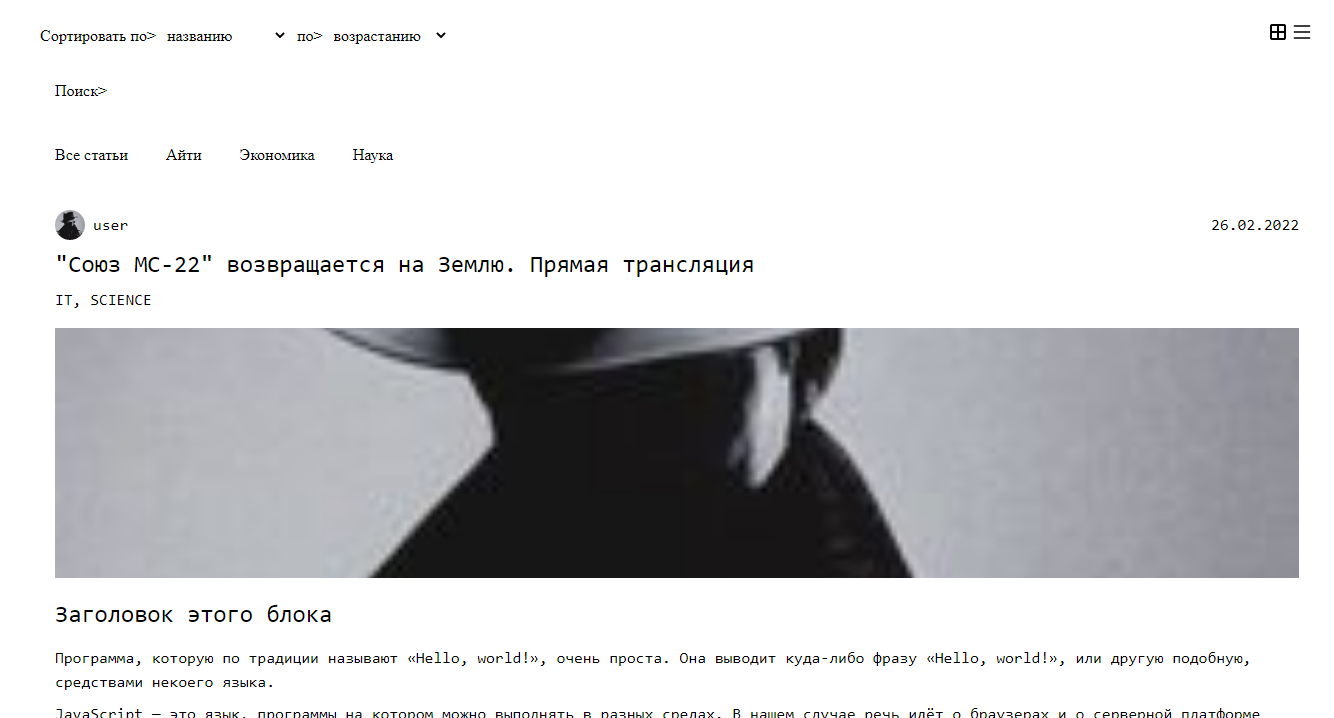 Сортировать по> названию по> возрастанию
Поиск>
Все статьи Айти Экономика Наука
user 26.02.2022
"Союз МС-22" возвращается на Землю. Прямая трансляция
IT, SCIENCE
Заголовок этого блока
Программа, которую по традиции называют «Hello, world!», очень проста. Она выводит куда-либо фразу «Hello, world!», или другую подобную,
средствами некоего языка.
JavaScript — это язык, программы на котором можно выполнять в разных средах. В нашем случае речь идёт о браузерах и о серверной платформе